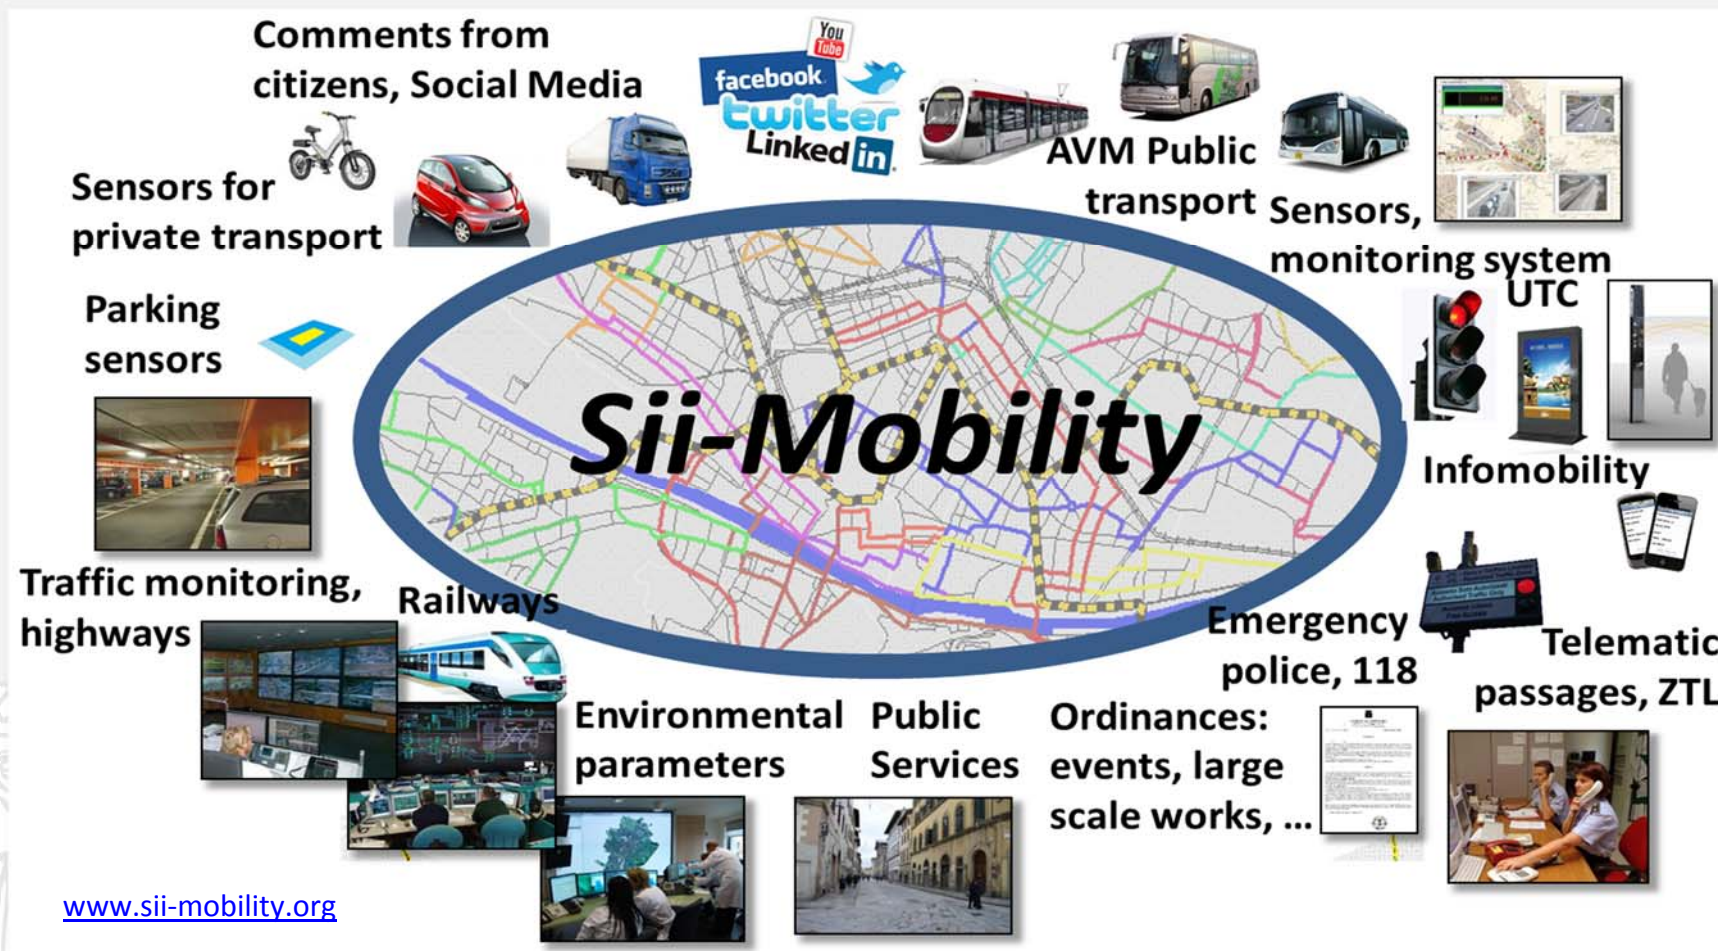 Comments from
citizens, Social Media
You
Tube
facebook
twitter
Linked in
AVM Public
transport
Sensors for
private transport
Sensors,
monitoring system
UTC
Parking
sensors
Sii-Mobility
Infomobility
Traffic monitoring,
highways
Railways
Emergency
police, 118
Telematic
passages, ZTL
Environmental
parameters
Public
Services
Ordinances:
events, large
scale works, ...
www.sii-mobility.org